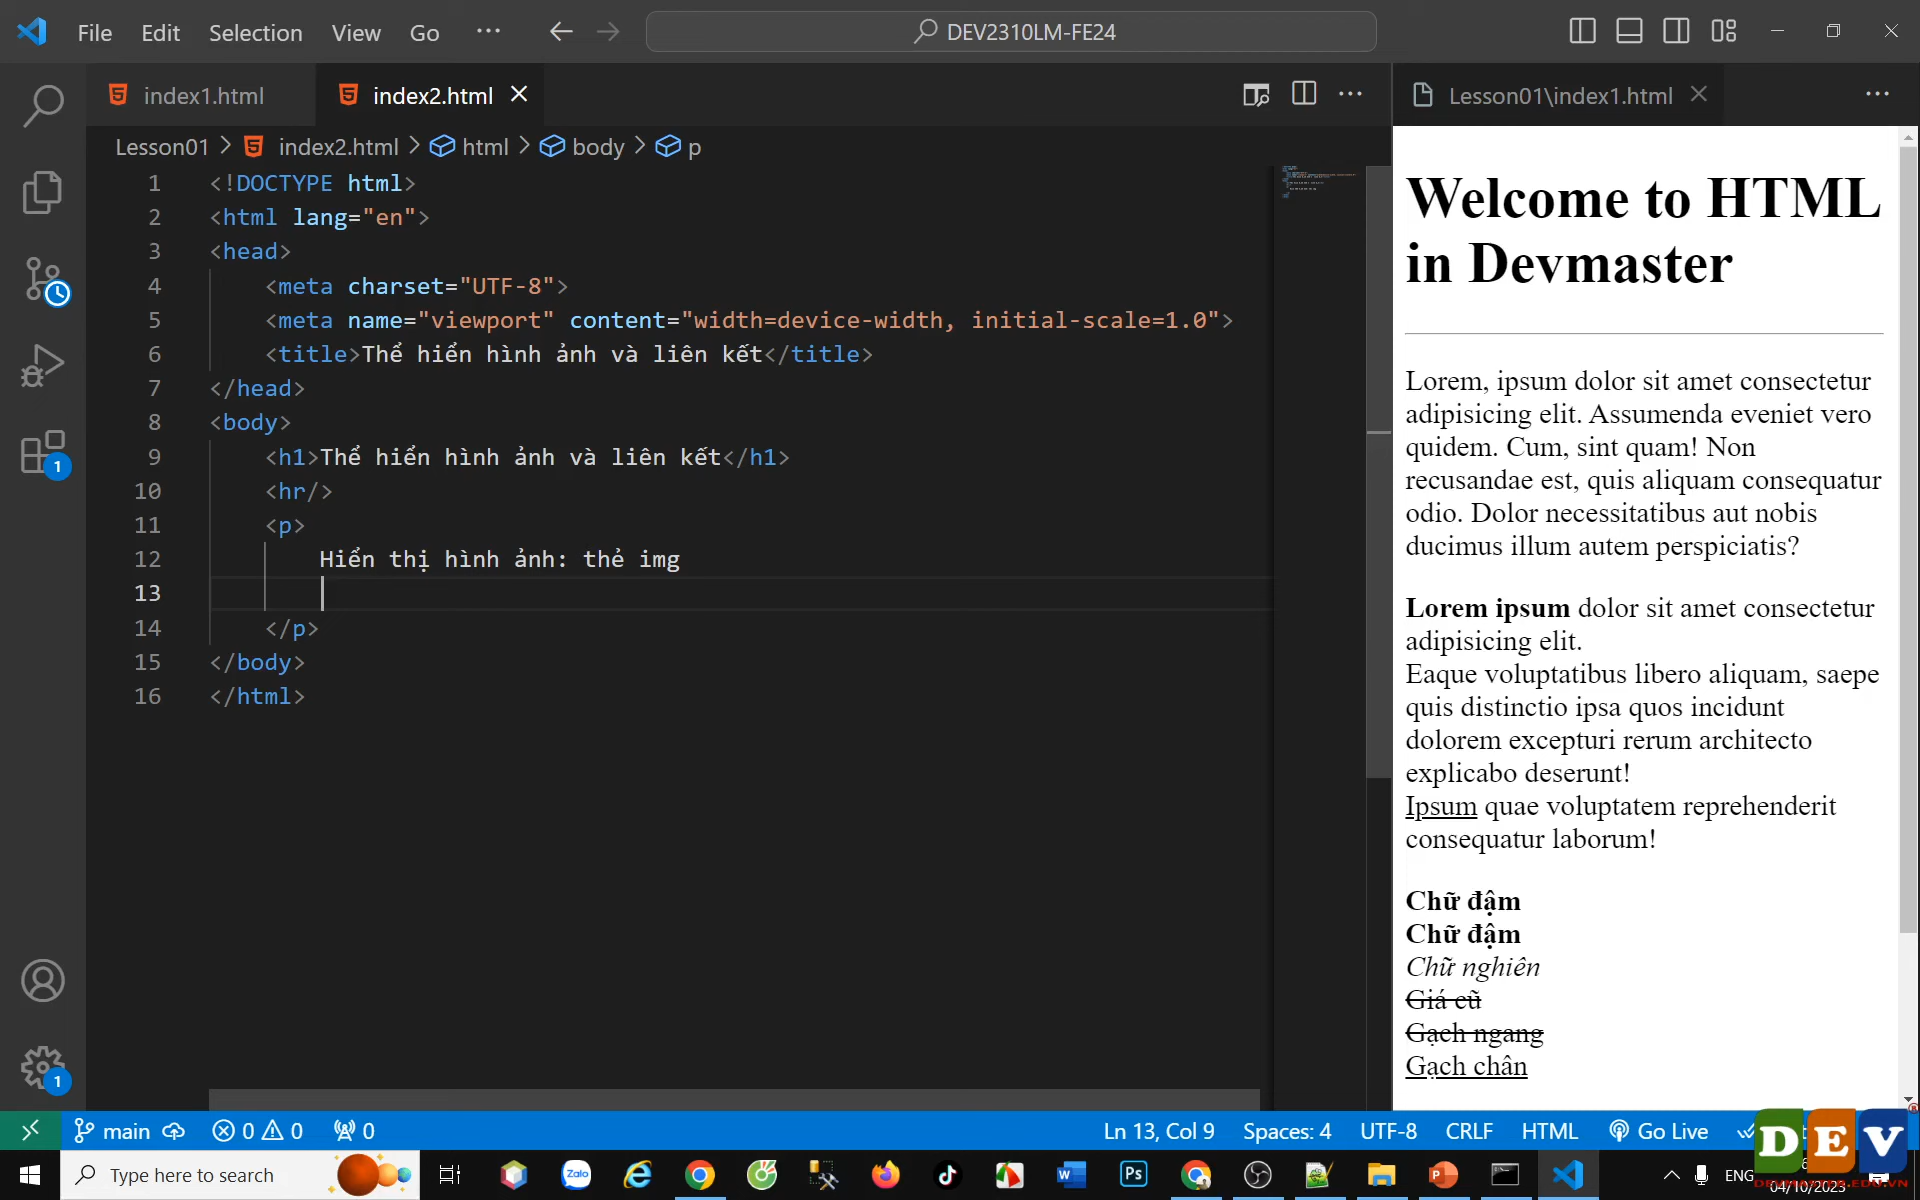 File Edit Selection View Go ··· DEV2310LM-FE24
index1.html index2.html Lesson01\index1.html
Lesson01 > index2.html > html > body > p
1 <!DOCTYPE html>
2 <html lang="en">
3 <head>
4 <meta charset="UTF-8">
5 <meta name="viewport" content="width=device-width, initial-scale=1.0">
6 <title>Thể hiển hình ảnh và liên kết</title>
7 </head>
8 <body>
9 <h1>Thể hiển hình ảnh và liên kết</h1>
10 <hr/>
11 <p>
12 Hiển thị hình ảnh: thẻ img
13
14 </p>
15 </body>
16 </html>
1
1
Welcome to HTML
in Devmaster
Lorem, ipsum dolor sit amet consectetur
adipisicing elit. Assumenda eveniet vero
quidem. Cum, sint quam! Non
recusandae est, quis aliquam consequatur
odio. Dolor necessitatibus aut nobis
ducimus illum autem perspiciatis?
Lorem ipsum dolor sit amet consectetur
adipisicing elit.
Eaque voluptatibus libero aliquam, saepe
quis distinctio ipsa quos incidunt
dolorem excepturi rerum architecto
explicabo deserunt!
Ipsum quae voluptatem reprehenderit
consequatur laborum!
Chữ đậm
Chữ đậm
Chữ nghiên
Giá cũ
Gạch ngang
Gạch chân
main 0 0 0 Ln 13, Col 9 Spaces: 4 UTF-8 CRLF HTML Go Live
DEV
Type here to search Zalo Ps ENG
04/10/2023
DEVMASTER.EDU.VN